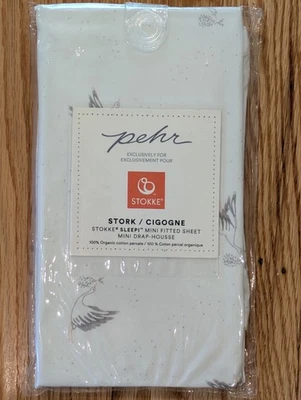 pehr
EXCLUSIVELY FOR
EXCLUSIVEMENT POUR
STOKKE®
STORK / CIGOGNE
STOKKE® SLEEPI™ MINI FITTED SHEET
MINI DRAP-HOUSSE
100% Organic cotton percale / 100 % Coton percal organique